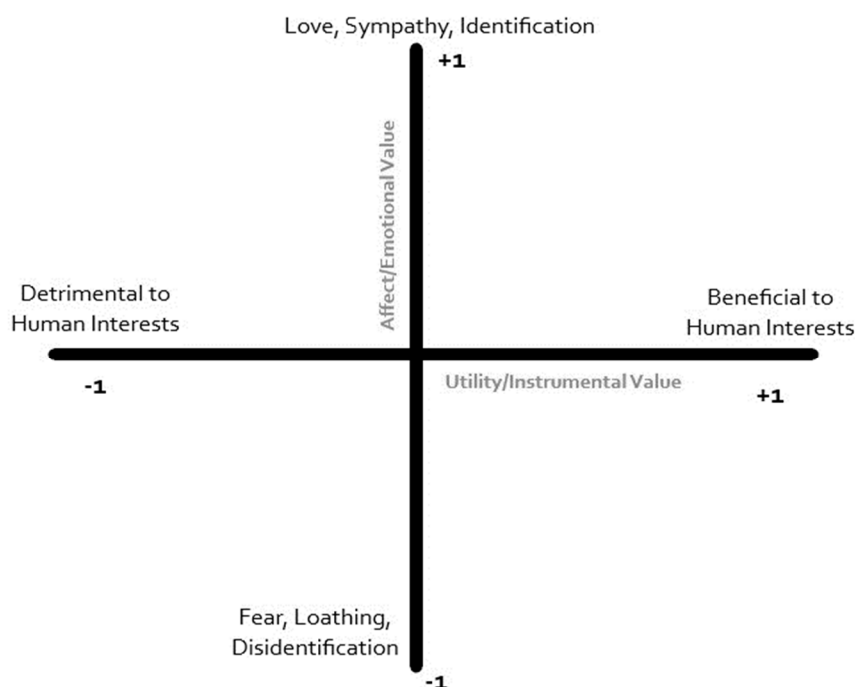 Love, Sympathy, Identification
+1
Affect/Emotional Value
Detrimental to
Human Interests
Beneficial to
Human Interests
-1
Utility/Instrumental Value
+1
Fear, Loathing,
Disidentification
-1